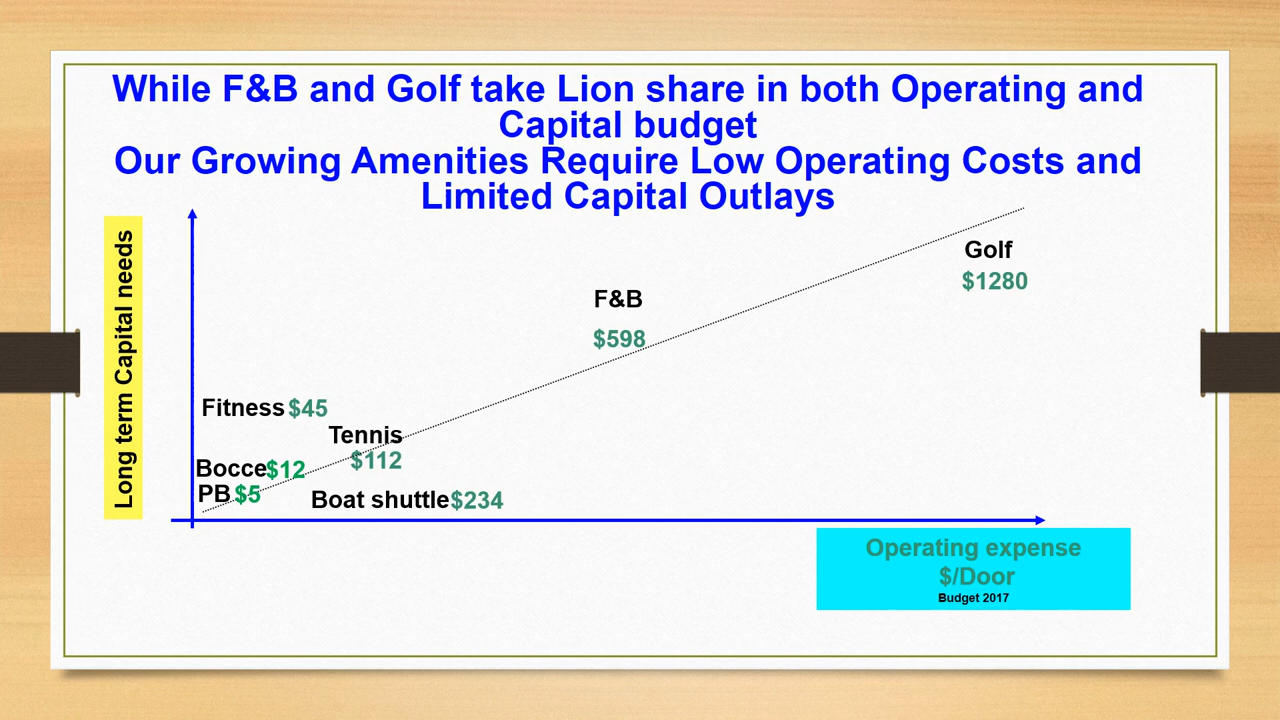 While F&B and Golf take Lion share in both Operating and
Capital budget
Our Growing Amenities Require Low Operating Costs and
Limited Capital Outlays
Long term Capital needs
Golf
$1280
F&B
$598
Fitness $45
Tennis
$112
Bocce $12
PB $5
Boat shuttle $234
Operating expense
$/Door
Budget 2017